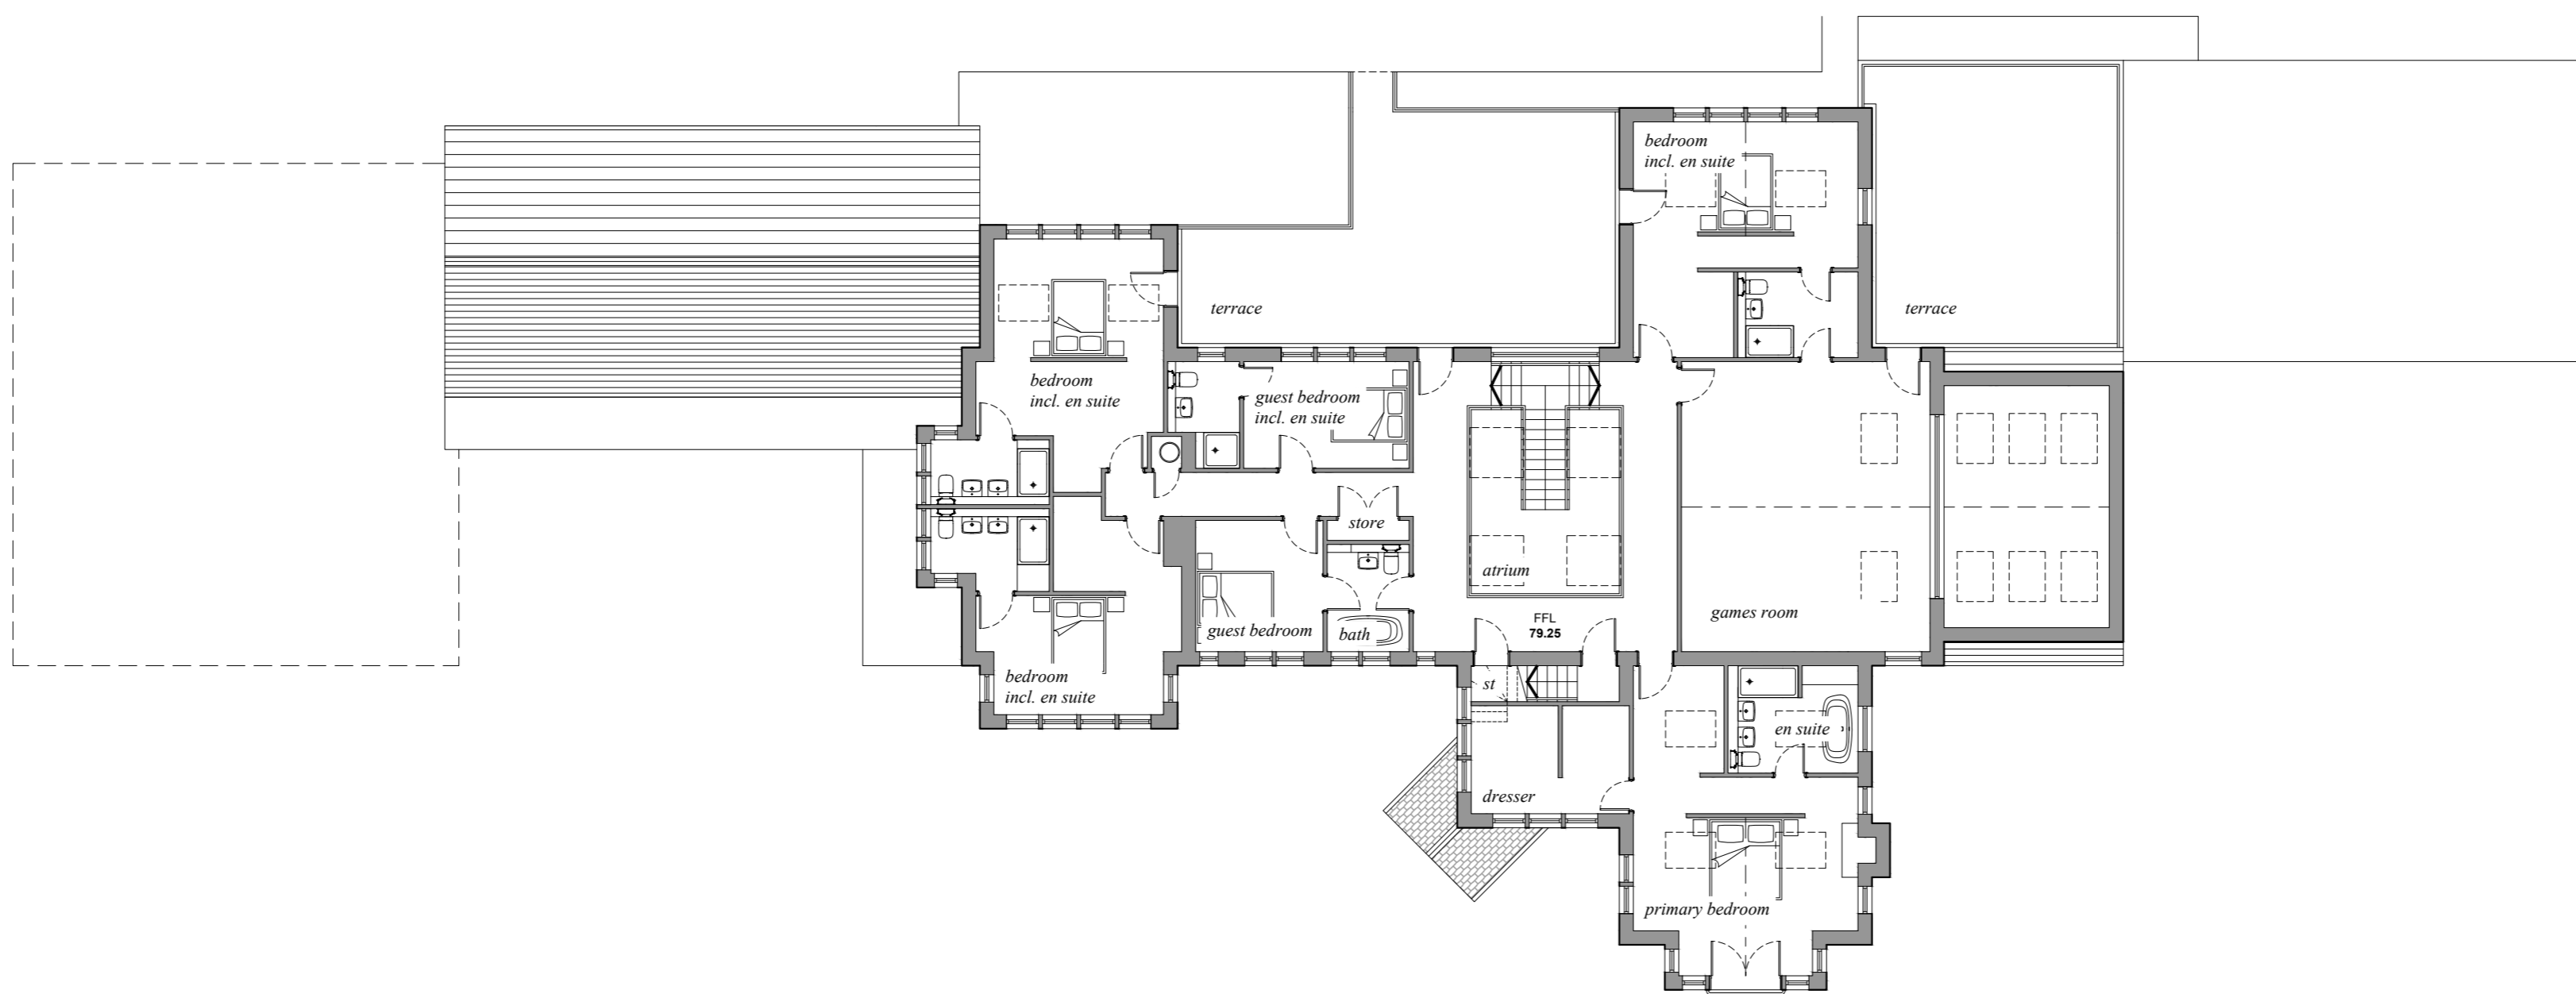 bedroom
incl. en suite
terrace
terrace
bedroom
incl. en suite
guest bedroom
incl. en suite
store
atrium
games room
FFL
79.25
guest bedroom
bath
bedroom
incl. en suite
st
en suite
dresser
primary bedroom